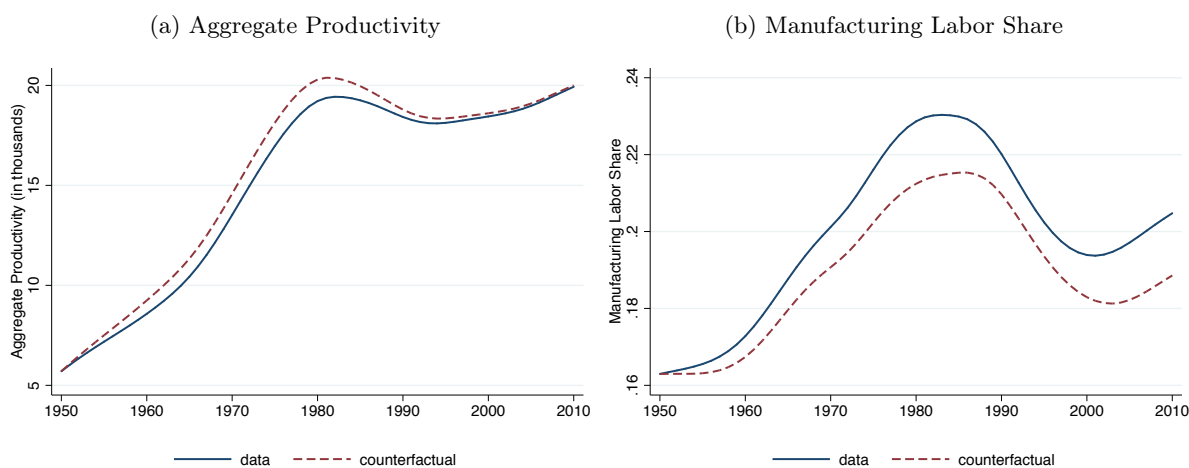 (a) Aggregate Productivity
Aggregate Productivity (in thousands)
20
15
10
5
1950 1960 1970 1980 1990 2000 2010
data counterfactual
(b) Manufacturing Labor Share
Manufacturing Labor Share
.24
.22
.2
.18
.16
1950 1960 1970 1980 1990 2000 2010
data counterfactual